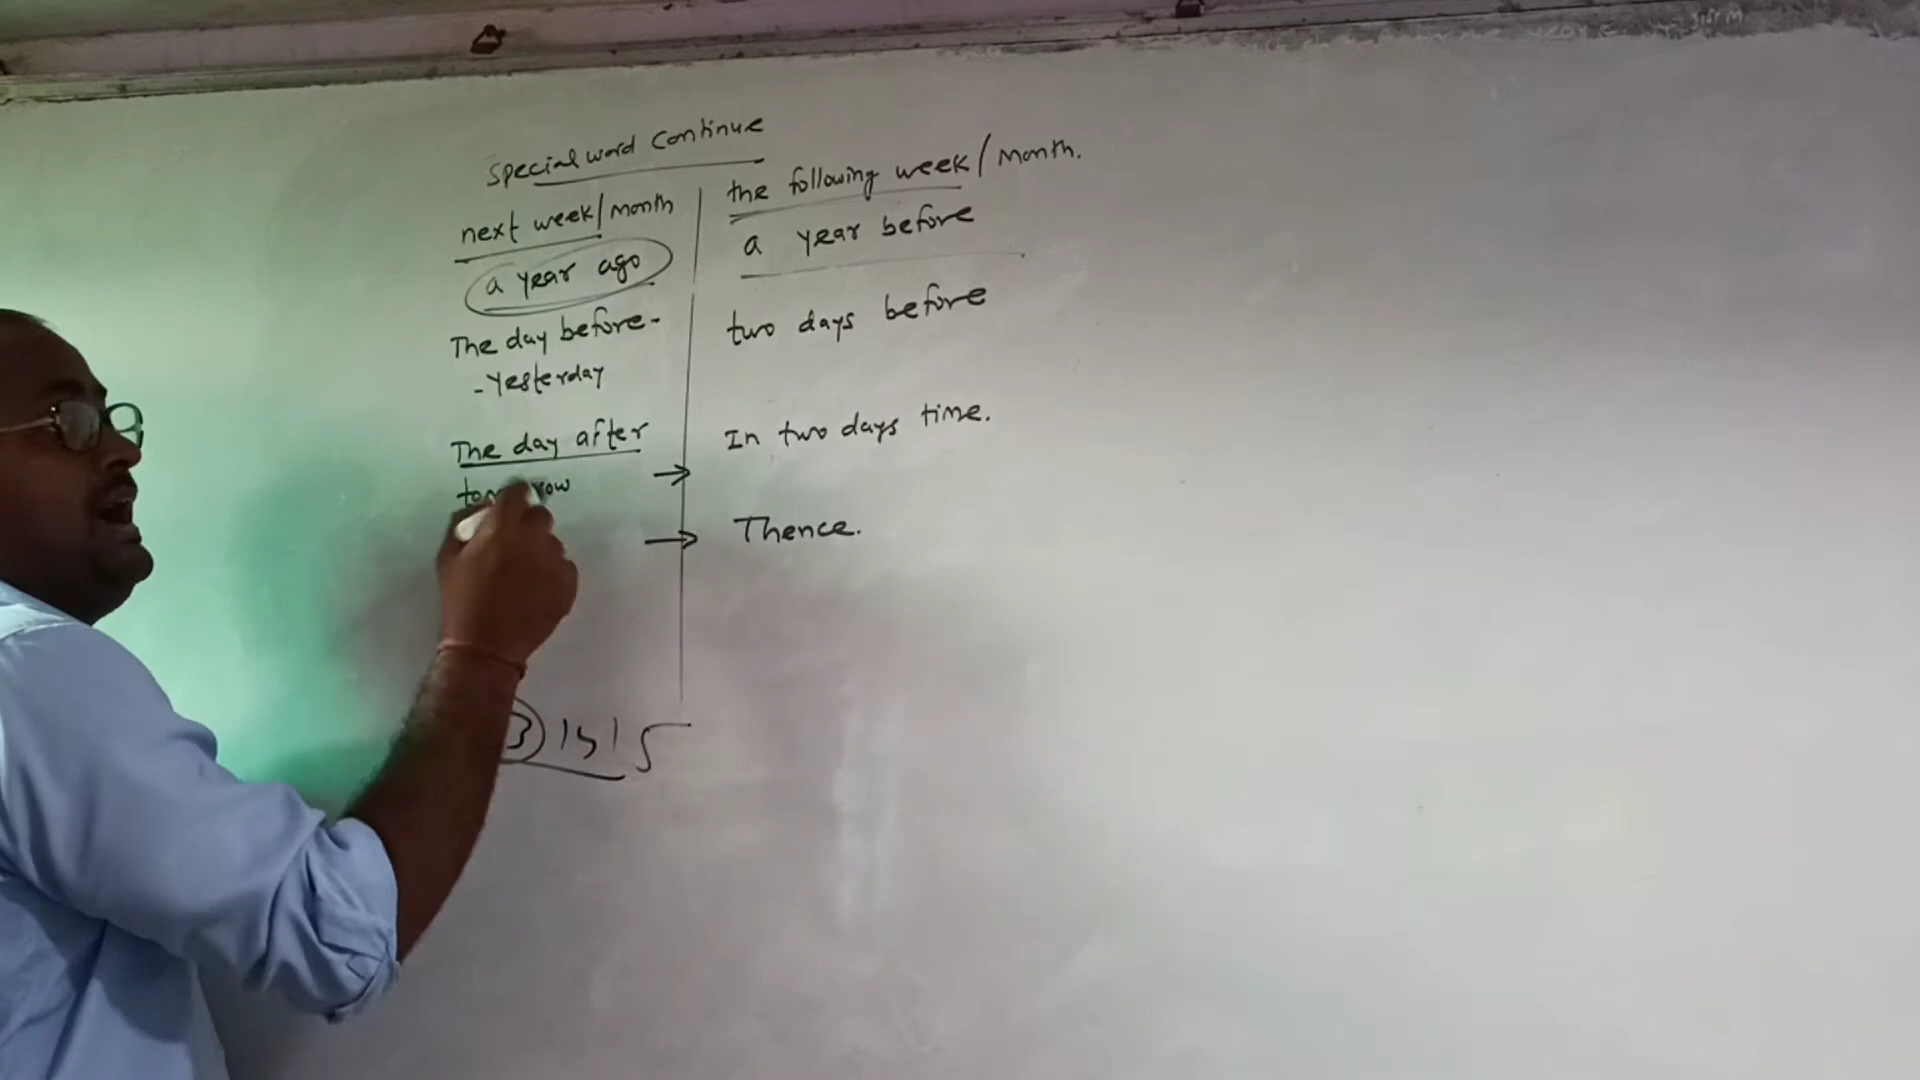 Special word Continue
next week/month the following week/month.
a year ago a year before
The day before- two days before
-Yesterday
The day after In two days time.
tomorrow →
→ Thence.